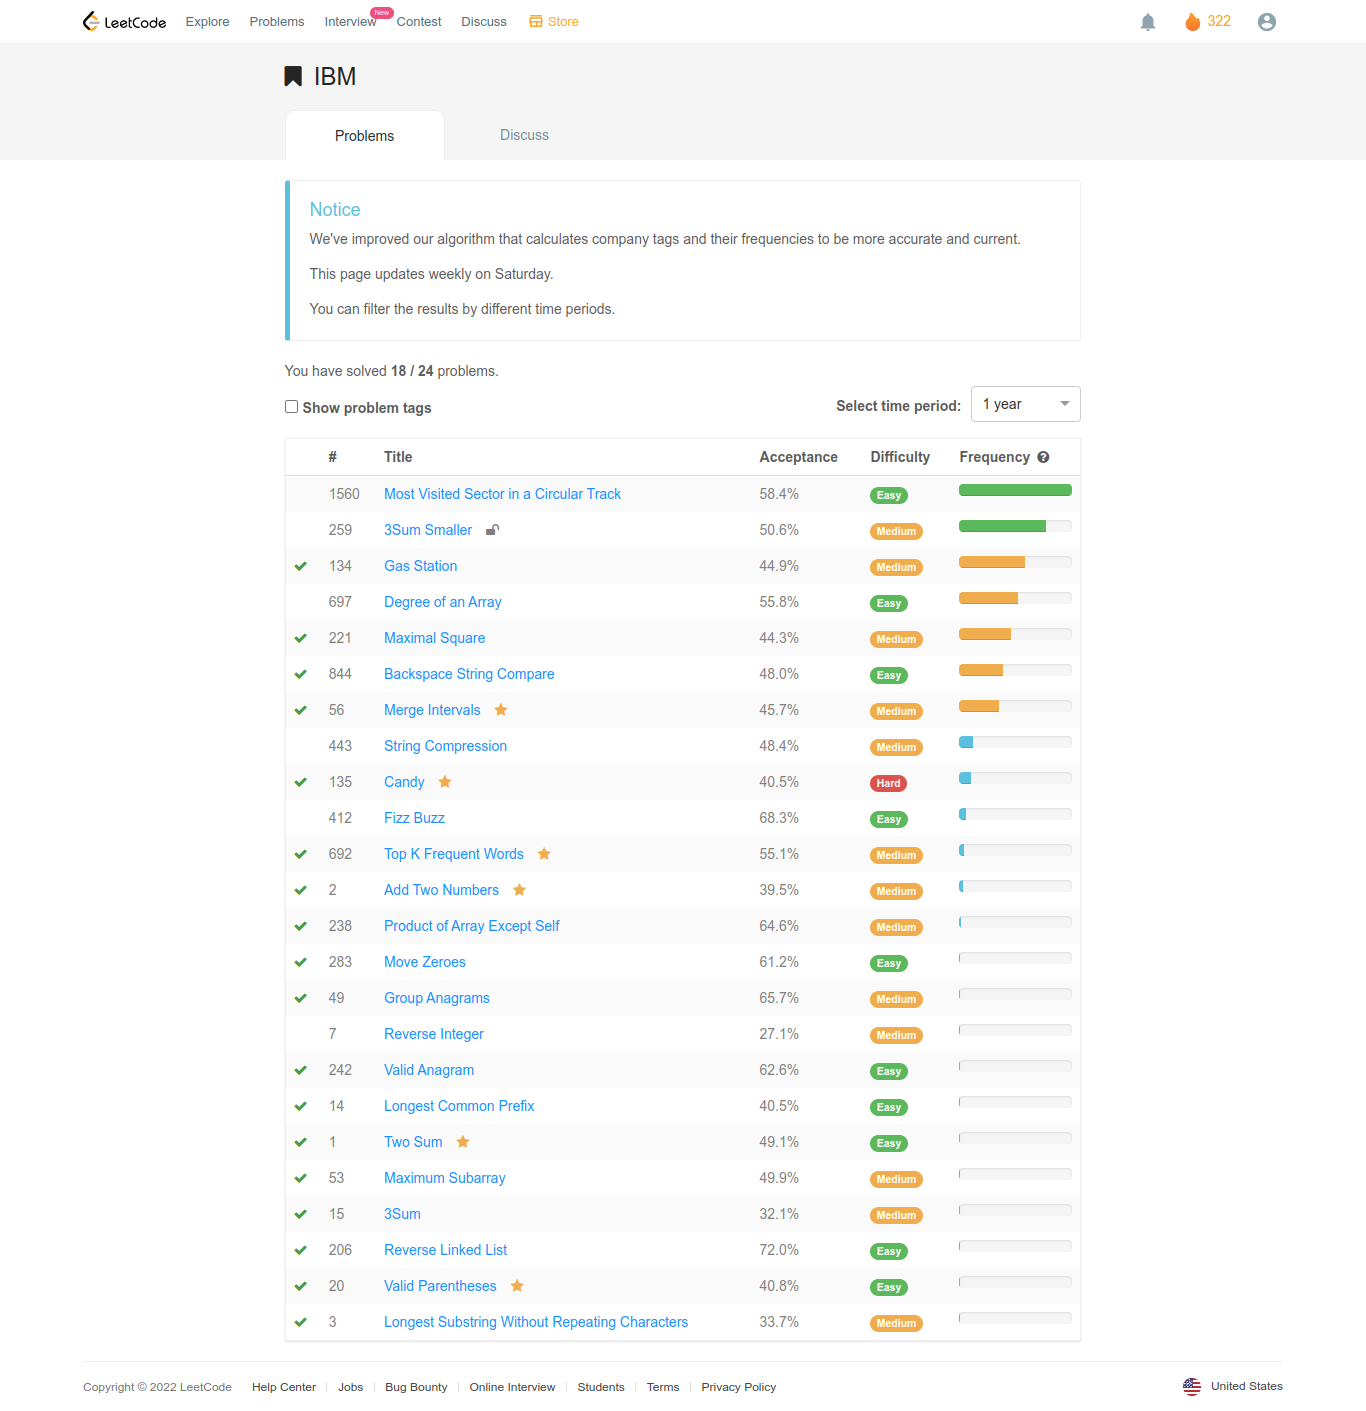 LeetCode Explore Problems Interview New Contest Discuss Store 322
IBM
Problems Discuss
Notice
We've improved our algorithm that calculates company tags and their frequencies to be more accurate and current.
This page updates weekly on Saturday.
You can filter the results by different time periods.
You have solved 18 / 24 problems.
Show problem tags Select time period: 1 year
# Title Acceptance Difficulty Frequency
1560 Most Visited Sector in a Circular Track 58.4% Easy
259 3Sum Smaller 50.6% Medium
134 Gas Station 44.9% Medium
697 Degree of an Array 55.8% Easy
221 Maximal Square 44.3% Medium
844 Backspace String Compare 48.0% Easy
56 Merge Intervals 45.7% Medium
443 String Compression 48.4% Medium
135 Candy 40.5% Hard
412 Fizz Buzz 68.3% Easy
692 Top K Frequent Words 55.1% Medium
2 Add Two Numbers 39.5% Medium
238 Product of Array Except Self 64.6% Medium
283 Move Zeroes 61.2% Easy
49 Group Anagrams 65.7% Medium
7 Reverse Integer 27.1% Medium
242 Valid Anagram 62.6% Easy
14 Longest Common Prefix 40.5% Easy
1 Two Sum 49.1% Easy
53 Maximum Subarray 49.9% Medium
15 3Sum 32.1% Medium
206 Reverse Linked List 72.0% Easy
20 Valid Parentheses 40.8% Easy
3 Longest Substring Without Repeating Characters 33.7% Medium
Copyright © 2022 LeetCode Help Center Jobs Bug Bounty Online Interview Students Terms Privacy Policy United States